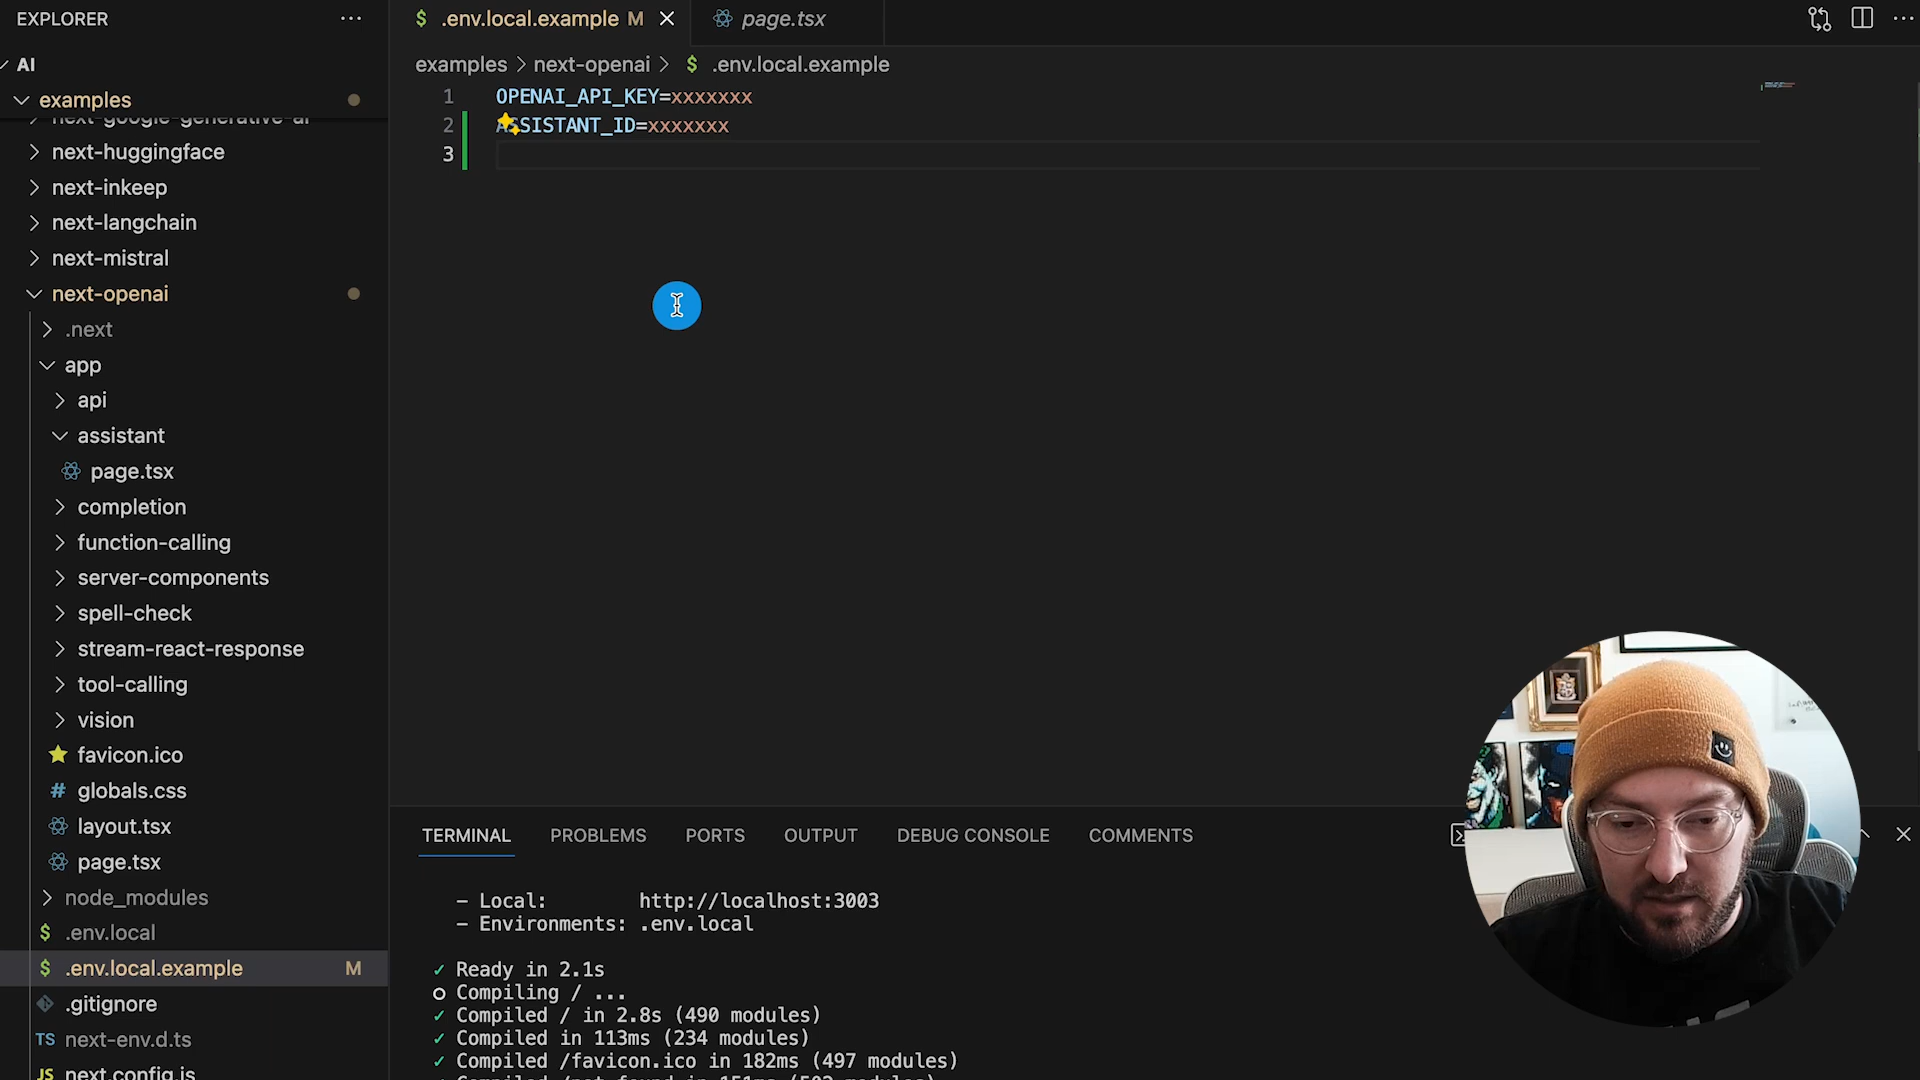 EXPLORER
AI
examples
next-google-generative-ai
next-huggingface
next-inkeep
next-langchain
next-mistral
next-openai
.next
app
api
assistant
page.tsx
completion
function-calling
server-components
spell-check
stream-react-response
tool-calling
vision
favicon.ico
globals.css
layout.tsx
page.tsx
node_modules
.env.local
.env.local.example M
.gitignore
next-env.d.ts
next.config.js
.env.local.example M
page.tsx
examples > next-openai > $ .env.local.example
1 OPENAI_API_KEY=xxxxxxx
2 ASSISTANT_ID=xxxxxxx
3
TERMINAL PROBLEMS PORTS OUTPUT DEBUG CONSOLE COMMENTS
- Local: http://localhost:3003
- Environments: .env.local
✓ Ready in 2.1s
○ Compiling / ...
✓ Compiled / in 2.8s (490 modules)
✓ Compiled in 113ms (234 modules)
✓ Compiled /favicon.ico in 182ms (497 modules)